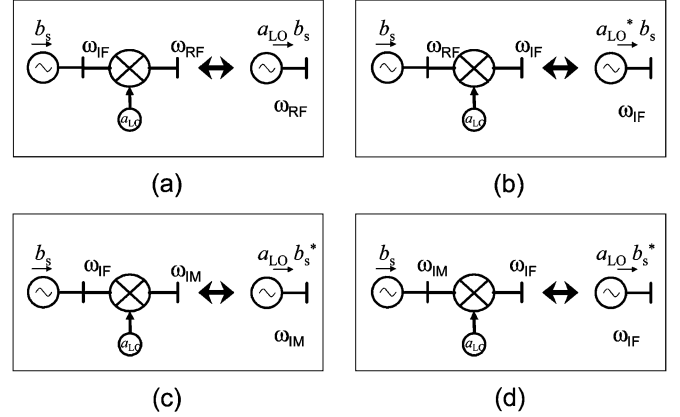 b_s ω_IF ω_RF a_LO b_s
a_LO
ω_RF
(a)
b_s ω_RF ω_IF a_LO* b_s
a_LO
ω_IF
(b)
b_s ω_IF ω_IM a_LO b_s*
a_LO
ω_IM
(c)
b_s ω_IM ω_IF a_LO b_s*
a_LO
ω_IF
(d)